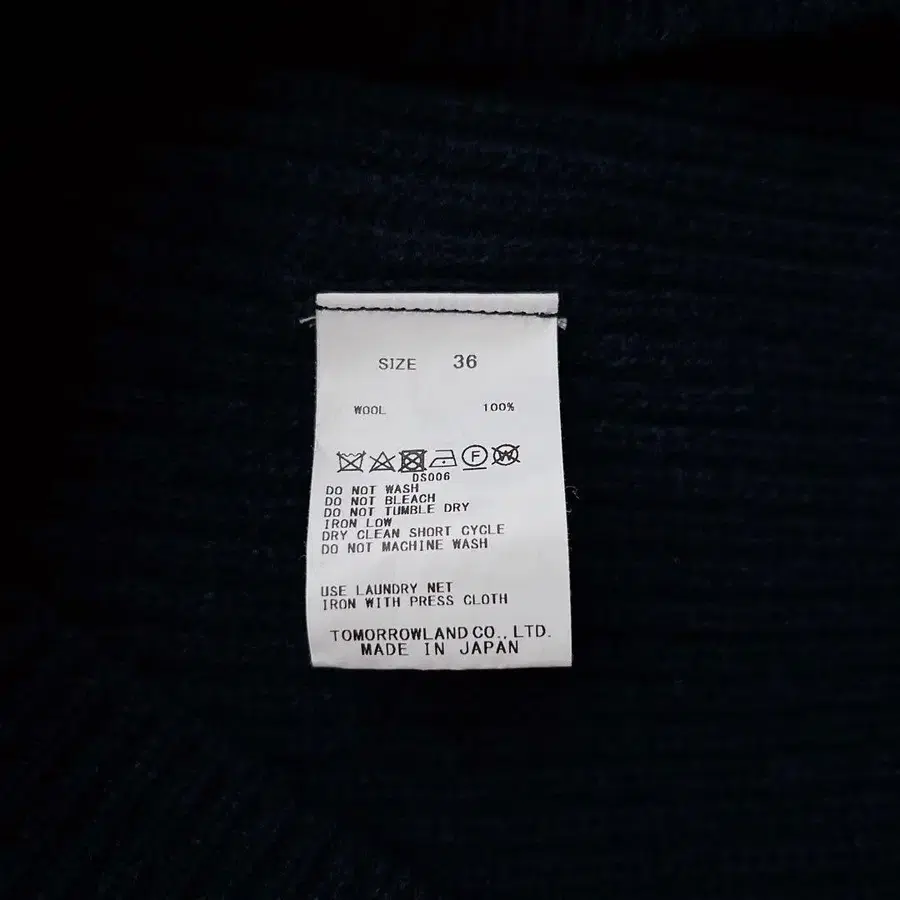 SIZE 36
WOOL 100%
F W
DS006
DO NOT WASH
DO NOT BLEACH
DO NOT TUMBLE DRY
IRON LOW
DRY CLEAN SHORT CYCLE
DO NOT MACHINE WASH
USE LAUNDRY NET
IRON WITH PRESS CLOTH
TOMORROWLAND CO., LTD.
MADE IN JAPAN